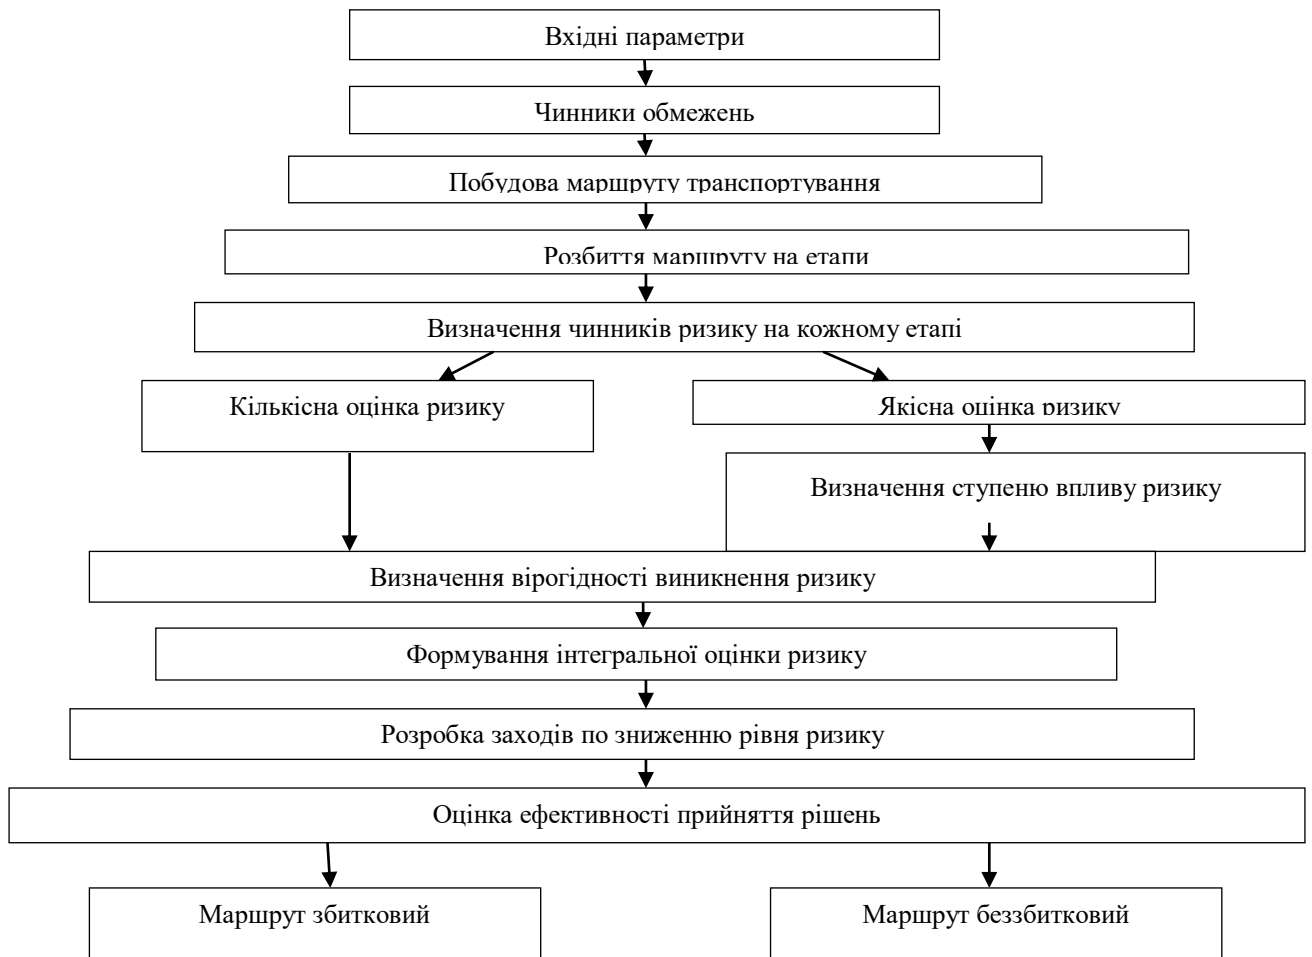 Вхідні параметри
Чинники обмежень
Побудова маршруту транспортування
Розбиття маршруту на етапи
Визначення чинників ризику на кожному етапі
Кількісна оцінка ризику
Якісна оцінка ризику
Визначення ступеню впливу ризику
Визначення вірогідності виникнення ризику
Формування інтегральної оцінки ризику
Розробка заходів по зниженню рівня ризику
Оцінка ефективності прийняття рішень
Маршрут збитковий
Маршрут беззбитковий